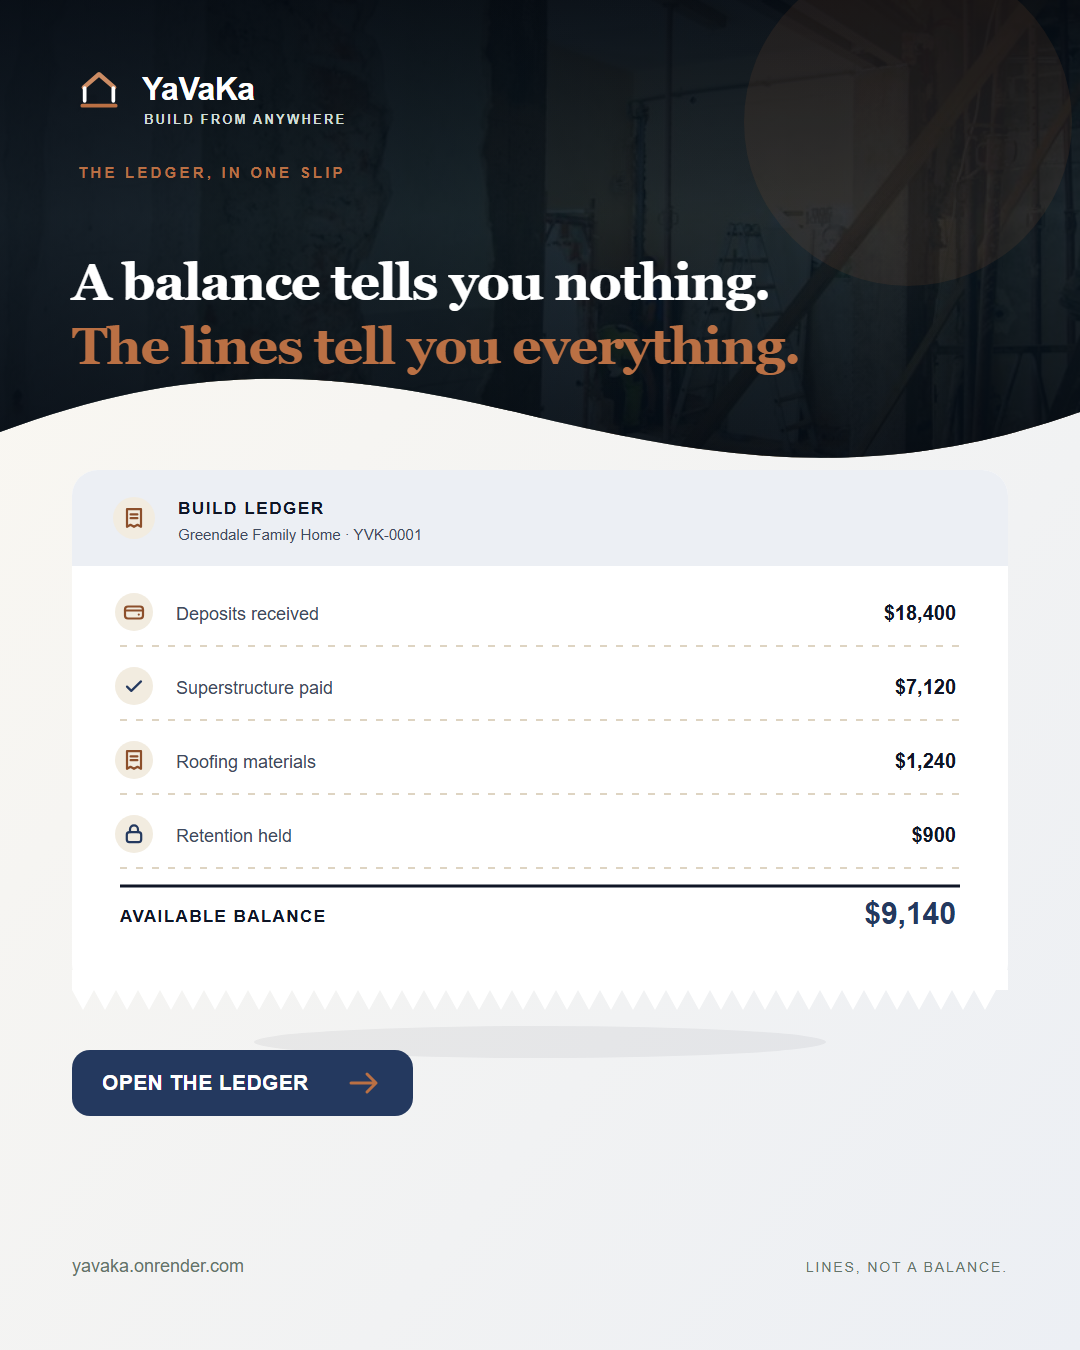 YaVaKa
BUILD FROM ANYWHERE
THE LEDGER, IN ONE SLIP
A balance tells you nothing.
The lines tell you everything.
BUILD LEDGER
Greendale Family Home · YVK-0001
Deposits received $18,400
Superstructure paid $7,120
Roofing materials $1,240
Retention held $900
AVAILABLE BALANCE $9,140
OPEN THE LEDGER
yavaka.onrender.com LINES, NOT A BALANCE.